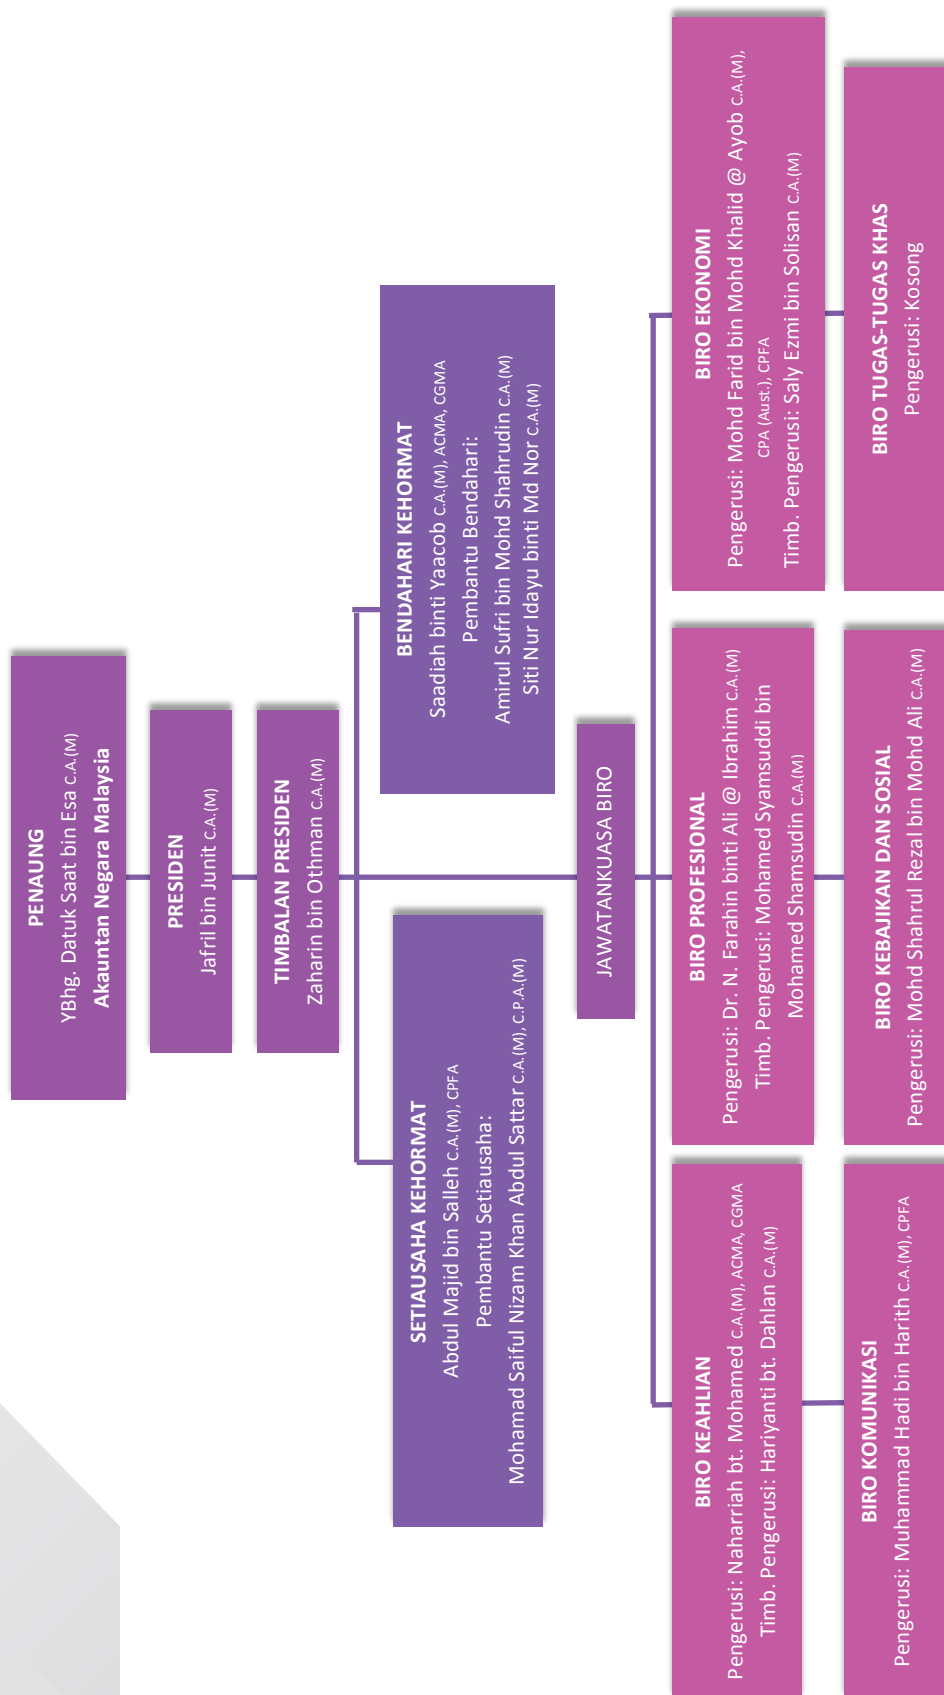 PENAUNG
YBhg. Datuk Saat bin Esa C.A.(M)
Akauntan Negara Malaysia
PRESIDEN
Jafril bin Junit C.A.(M)
TIMBALAN PRESIDEN
Zaharin bin Othman C.A.(M)
SETIAUSAHA KEHORMAT
Abdul Majid bin Salleh C.A.(M), CPFA
Pembantu Setiausaha:
Mohamad Saiful Nizam Khan Abdul Sattar C.A.(M), C.P.A.(M)
BENDAHARI KEHORMAT
Saadiah binti Yaacob C.A.(M), ACMA, CGMA
Pembantu Bendahari:
Amirul Sufri bin Mohd Shahrudin C.A.(M)
Siti Nur Idayu binti Md Nor C.A.(M)
JAWATANKUASA BIRO
BIRO KEAHLIAN
Pengerusi: Naharriah bt. Mohamed C.A.(M), ACMA, CGMA
Timb. Pengerusi: Hariyanti bt. Dahlan C.A.(M)
BIRO PROFESIONAL
Pengerusi: Dr. N. Farahin binti Ali @ Ibrahim C.A.(M)
Timb. Pengerusi: Mohamed Syamsuddi bin
Mohamed Shamsudin C.A.(M)
BIRO EKONOMI
Pengerusi: Mohd Farid bin Mohd Khalid @ Ayob C.A.(M),
CPA (Aust.), CPFA
Timb. Pengerusi: Saly Ezmi bin Solisan C.A.(M)
BIRO KOMUNIKASI
Pengerusi: Muhammad Hadi bin Harith C.A.(M), CPFA
BIRO KEBAJIKAN DAN SOSIAL
Pengerusi: Mohd Shahrul Rezal bin Mohd Ali C.A.(M)
BIRO TUGAS-TUGAS KHAS
Pengerusi: Kosong